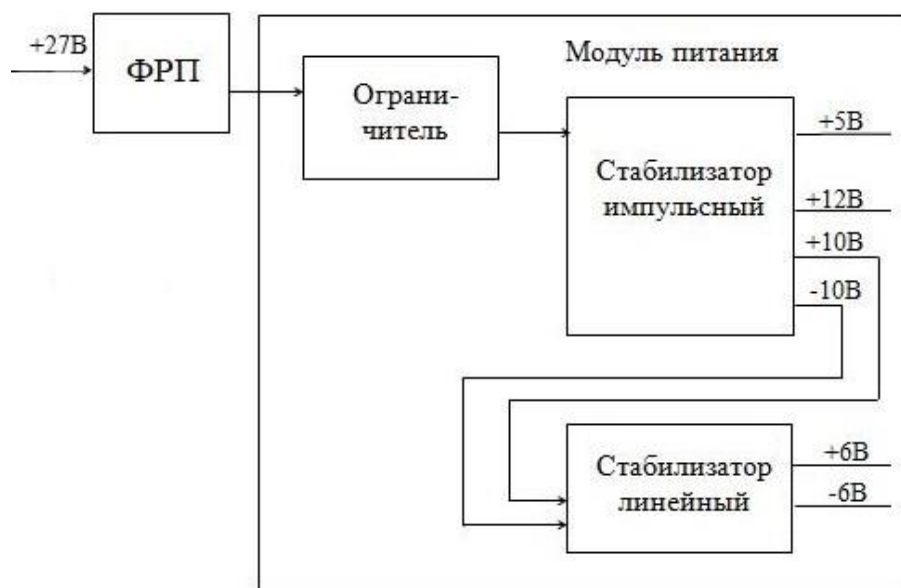 +27В
ФРП
Модуль питания
Ограни-
читель
Стабилизатор
импульсный
+5В
+12В
+10В
-10В
Стабилизатор
линейный
+6В
-6В